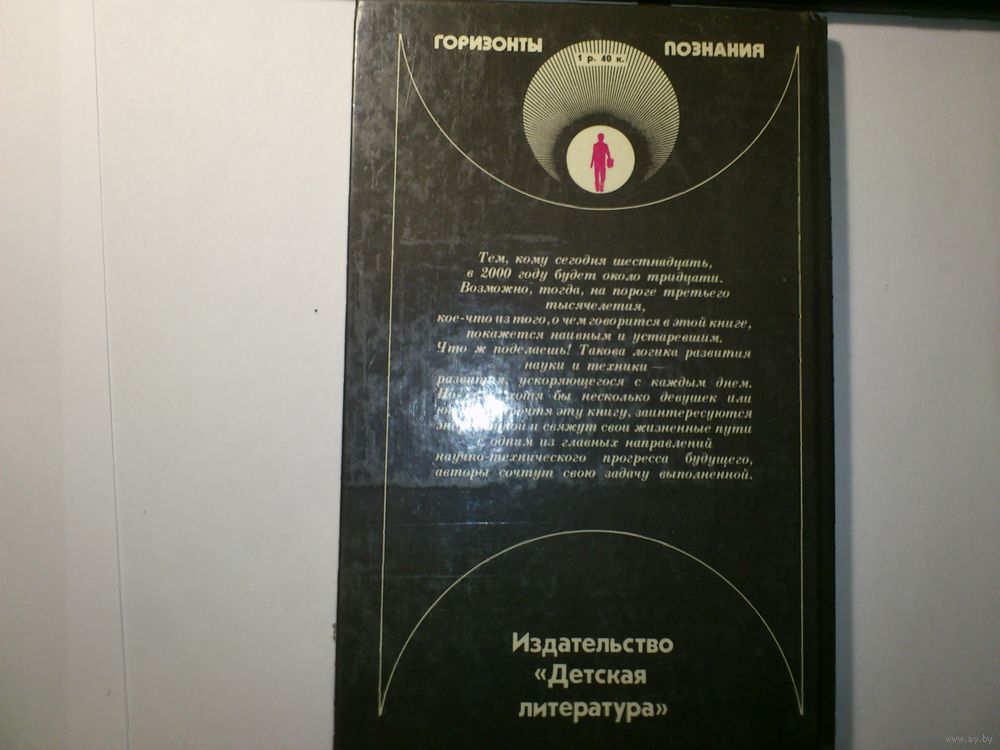 ГОРИЗОНТЫ ПОЗНАНИЯ
1 р. 40 к.
Тем, кому сегодня шестнадцать,
в 2000 году будет около тридцати.
Возможно, тогда, на пороге третьего
тысячелетия,
кое-что из того, о чем говорится в этой книге,
покажется наивным и устаревшим.
Что ж поделаешь! Такова логика развития
науки и техники —
развития, ускоряющегося с каждым днем.
хотя бы несколько девушек или
эту книгу, заинтересуются
и свяжут свои жизненные пути
с одним из главных направлений
научно-технического прогресса будущего,
авторы сочтут свою задачу выполненной.
Издательство
«Детская
литература»
www.ay.by